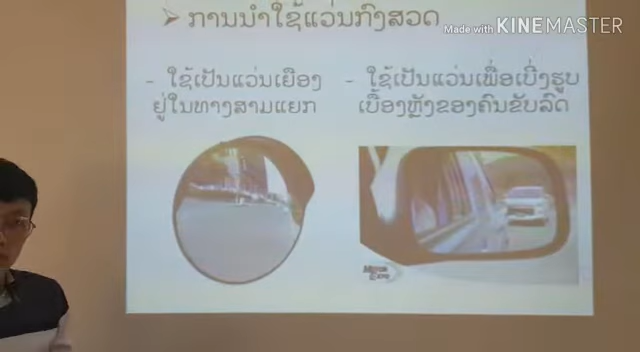 ➢ ການນຳໃຊ້ແວ່ນກົງສວດ
Made with KINEMASTER
- ໃຊ້ເປັນແວ່ນເຍືອງ
ຢູ່ໃນທາງສາມແຍກ
- ໃຊ້ເປັນແວ່ນເພື່ອເບິ່ງຮູບ
ເບື້ອງຫຼັງຂອງຄົນຂັບລົດ